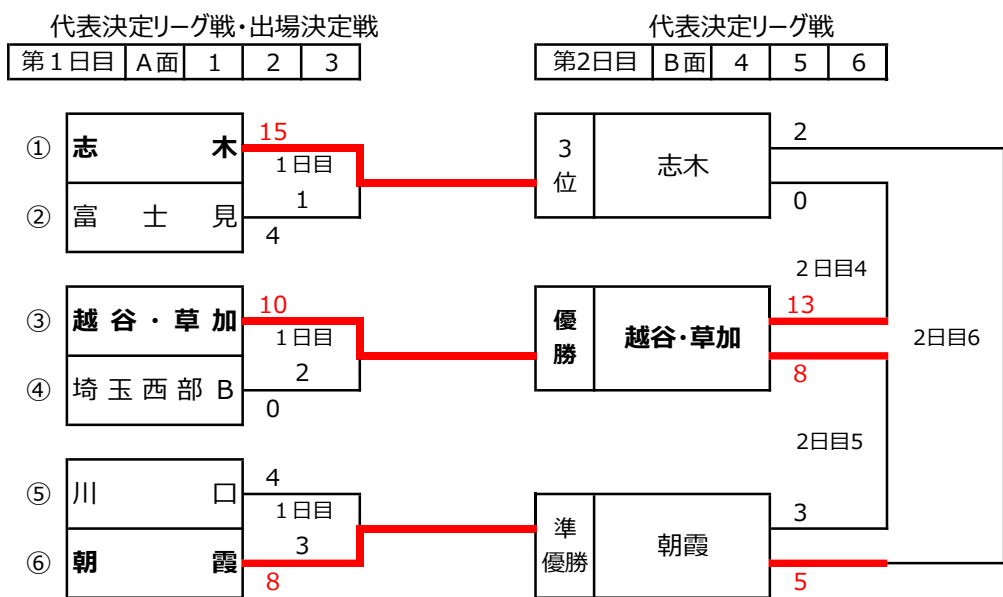 代表決定リーグ戦・出場決定戦
代表決定リーグ戦
第１日目 A面 1 2 3
第2日目 B面 4 5 6
① 志木 15
1日目
1
② 富士見 4
3位 志木 2
0
2日目4
③ 越谷・草加 10
1日目
2
④ 埼玉西部B 0
優勝 越谷・草加 13
8
2日目6
2日目5
⑤ 川口 4
1日目
3
⑥ 朝霞 8
準優勝 朝霞 3
5